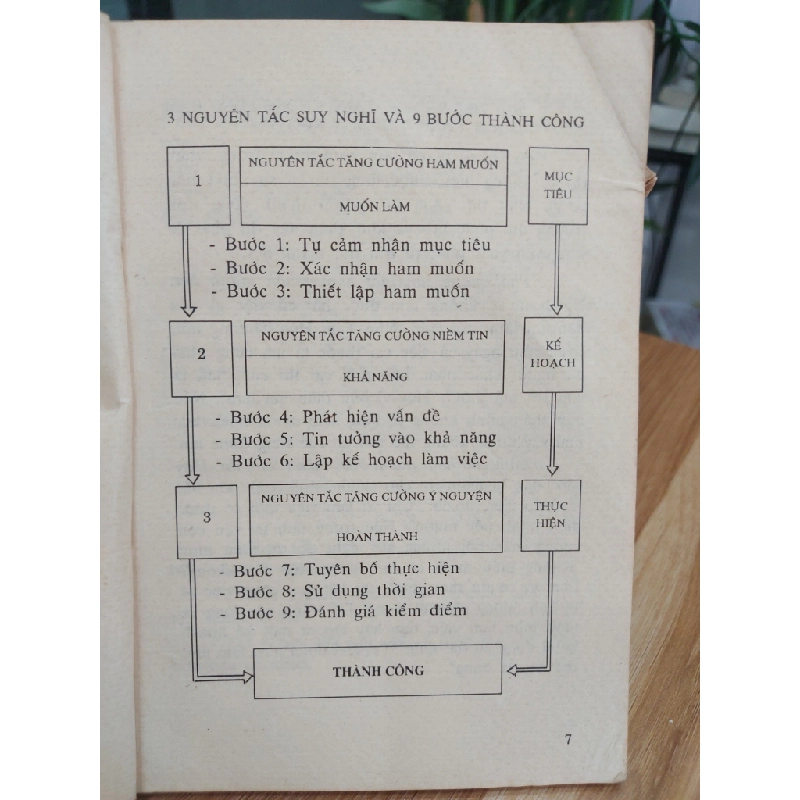 3 NGUYÊN TẮC SUY NGHĨ VÀ 9 BƯỚC THÀNH CÔNG
1
NGUYÊN TẮC TĂNG CƯỜNG HAM MUỐN
MUỐN LÀM
MỤC
TIÊU
- Bước 1: Tự cảm nhận mục tiêu
- Bước 2: Xác nhận ham muốn
- Bước 3: Thiết lập ham muốn
2
NGUYÊN TẮC TĂNG CƯỜNG NIỀM TIN
KHẢ NĂNG
KẾ
HOẠCH
- Bước 4: Phát hiện vấn đề
- Bước 5: Tin tưởng vào khả năng
- Bước 6: Lập kế hoạch làm việc
3
NGUYÊN TẮC TĂNG CƯỜNG Ý NGUYỆN
HOÀN THÀNH
THỰC
HIỆN
- Bước 7: Tuyên bố thực hiện
- Bước 8: Sử dụng thời gian
- Bước 9: Đánh giá kiểm điểm
THÀNH CÔNG
7